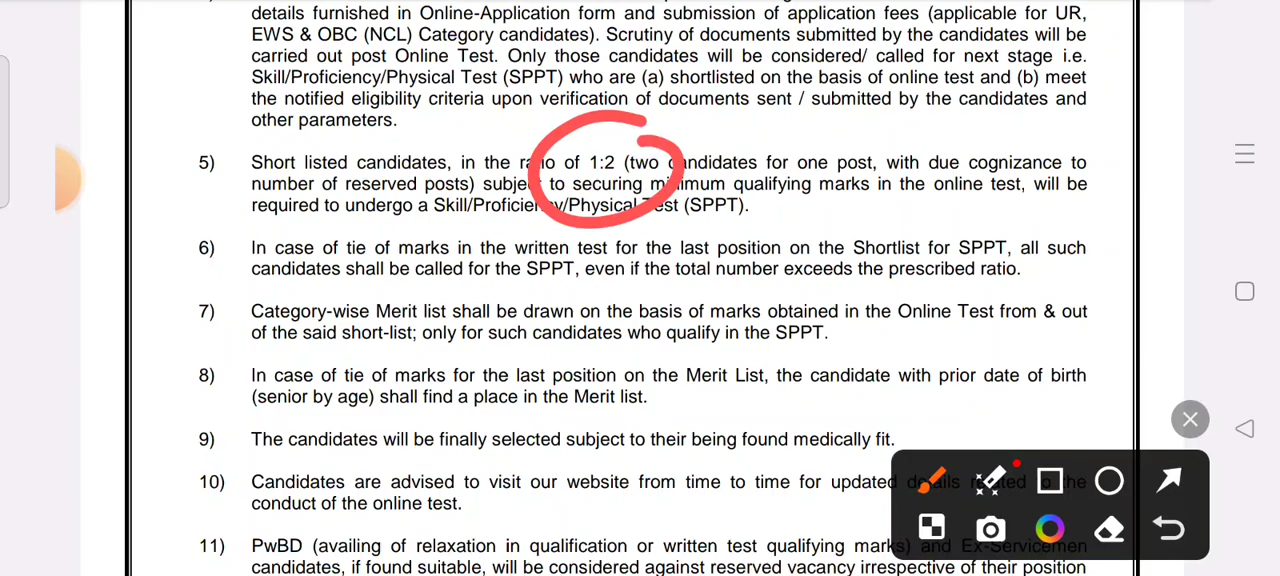 details furnished in Online-Application form and submission of application fees (applicable for UR,
EWS & OBC (NCL) Category candidates). Scrutiny of documents submitted by the candidates will be
carried out post Online Test. Only those candidates will be considered/ called for next stage i.e.
Skill/Proficiency/Physical Test (SPPT) who are (a) shortlisted on the basis of online test and (b) meet
the notified eligibility criteria upon verification of documents sent / submitted by the candidates and
other parameters.
5) Short listed candidates, in the ratio of 1:2 (two candidates for one post, with due cognizance to
number of reserved posts) subject to securing minimum qualifying marks in the online test, will be
required to undergo a Skill/Proficiency/Physical Test (SPPT).
6) In case of tie of marks in the written test for the last position on the Shortlist for SPPT, all such
candidates shall be called for the SPPT, even if the total number exceeds the prescribed ratio.
7) Category-wise Merit list shall be drawn on the basis of marks obtained in the Online Test from & out
of the said short-list; only for such candidates who qualify in the SPPT.
8) In case of tie of marks for the last position on the Merit List, the candidate with prior date of birth
(senior by age) shall find a place in the Merit list.
9) The candidates will be finally selected subject to their being found medically fit.
10) Candidates are advised to visit our website from time to time for updated details related to the
conduct of the online test.
11) PwBD (availing of relaxation in qualification or written test qualifying marks) and Ex-Servicemen
candidates, if found suitable, will be considered against reserved vacancy irrespective of their position